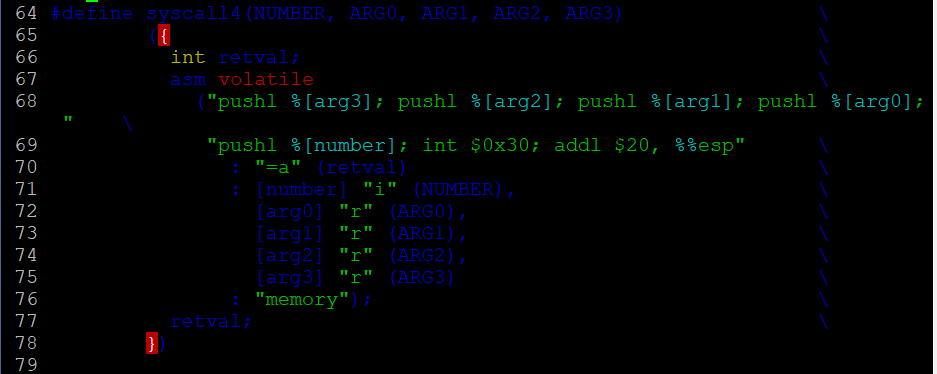 64 #define syscall4(NUMBER, ARG0, ARG1, ARG2, ARG3)                 \
65         ({                                                       \
66           int retval;                                            \
67           asm volatile                                           \
68             ("pushl %[arg3]; pushl %[arg2]; pushl %[arg1]; pushl %[arg0];
 "    \
69              "pushl %[number]; int $0x30; addl $20, %%esp"       \
70                : "=a" (retval)                                   \
71                : [number] "i" (NUMBER),                          \
72                  [arg0] "r" (ARG0),                              \
73                  [arg1] "r" (ARG1),                              \
74                  [arg2] "r" (ARG2),                              \
75                  [arg3] "r" (ARG3)                               \
76                : "memory");                                      \
77           retval;                                                \
78         })
79